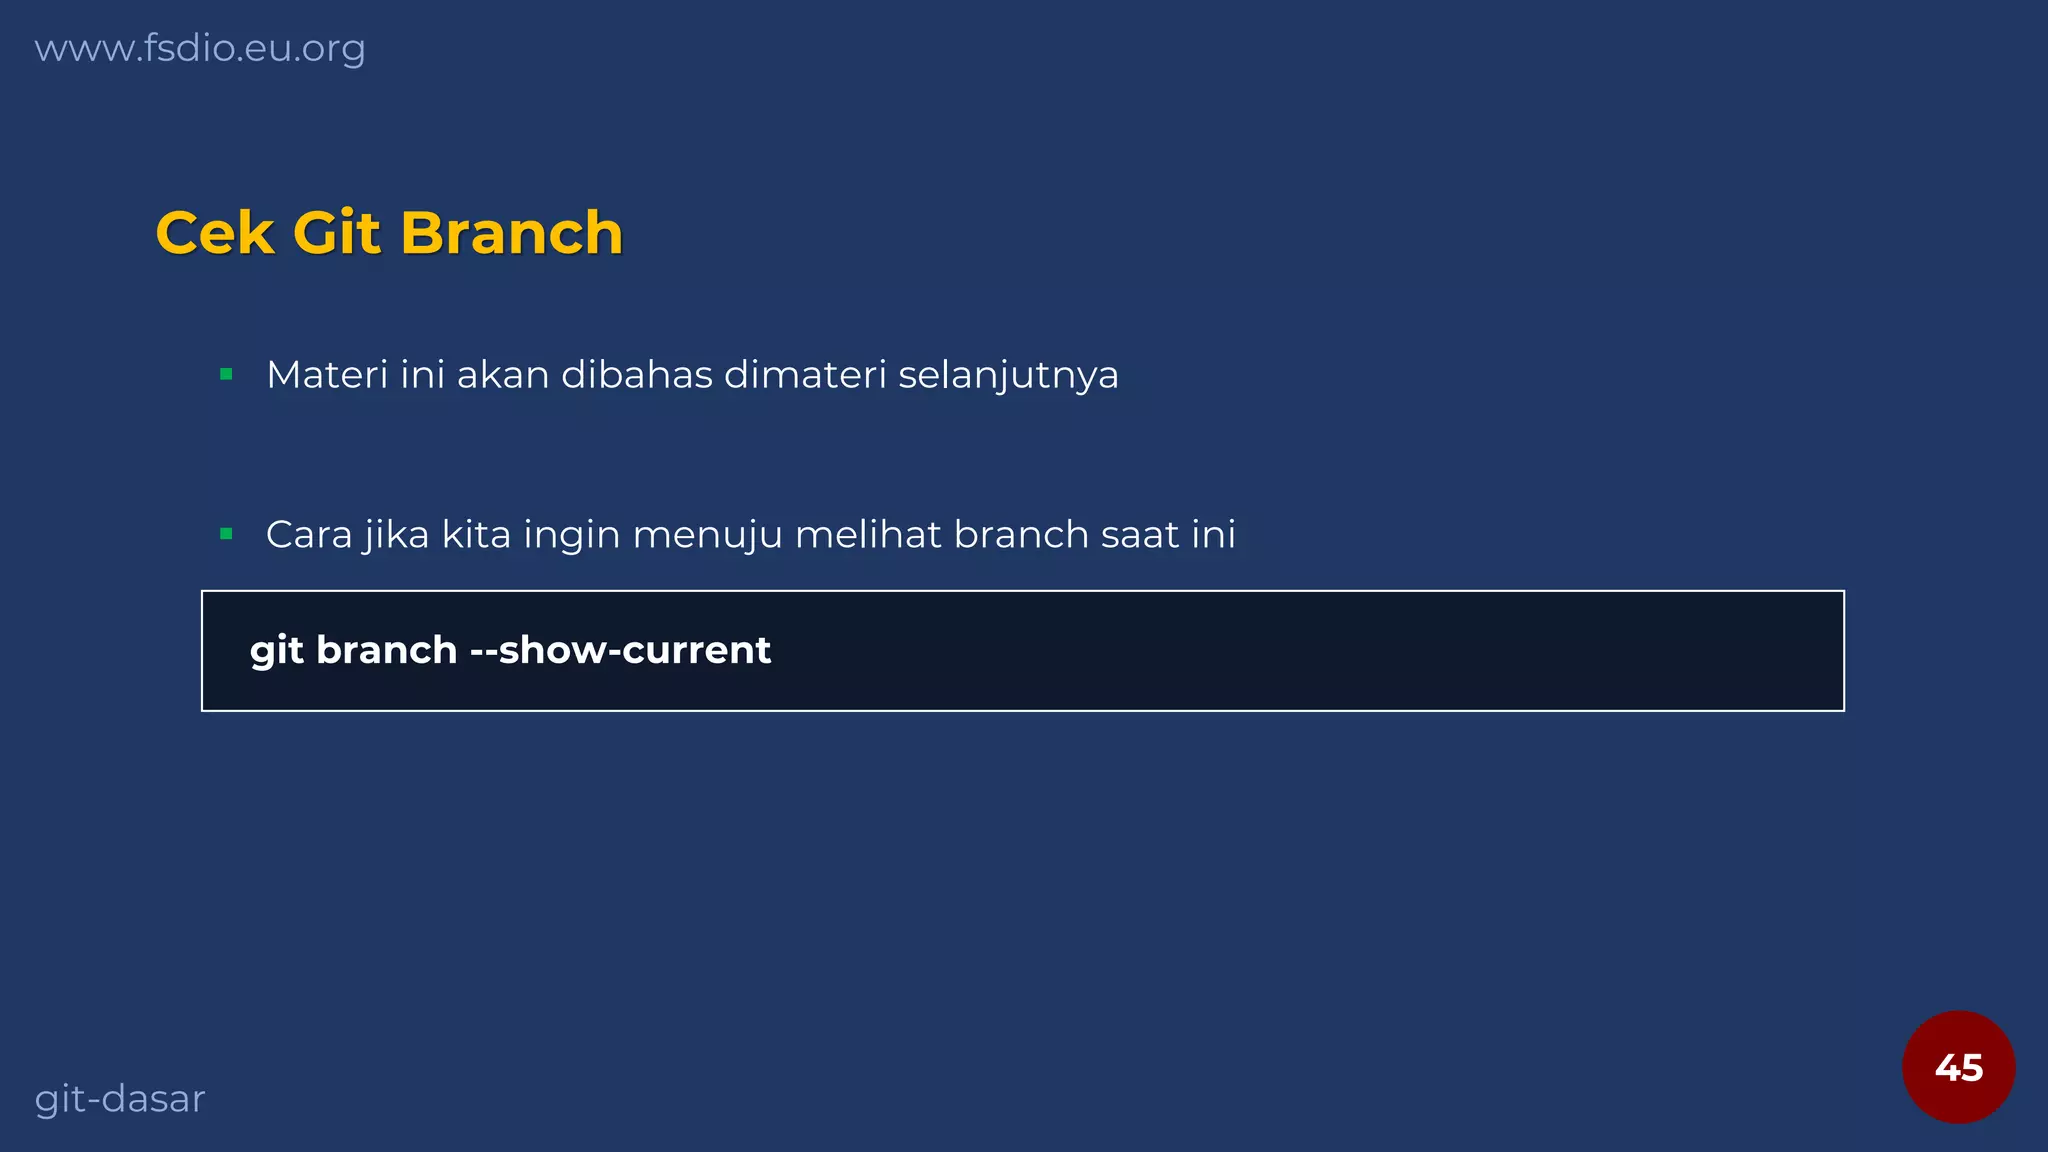 www.fsdio.eu.org
Cek Git Branch
▪ Materi ini akan dibahas dimateri selanjutnya
▪ Cara jika kita ingin menuju melihat branch saat ini
git branch --show-current
45
git-dasar